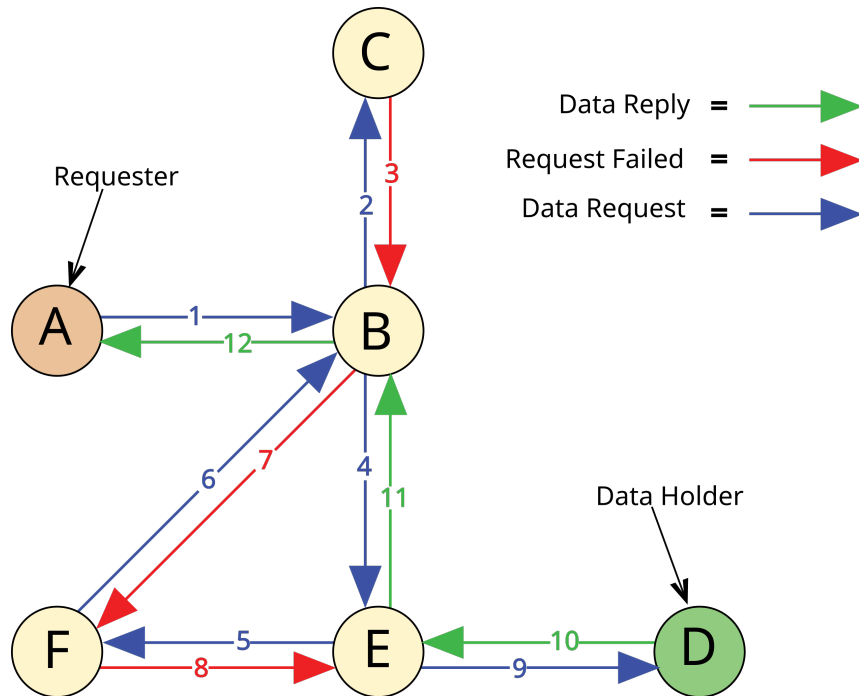 C
Data Reply =
Request Failed =
Data Request =
3
2
Requester
A
1
12
B
6
7
4
11
Data Holder
F
5
8
E
10
9
D